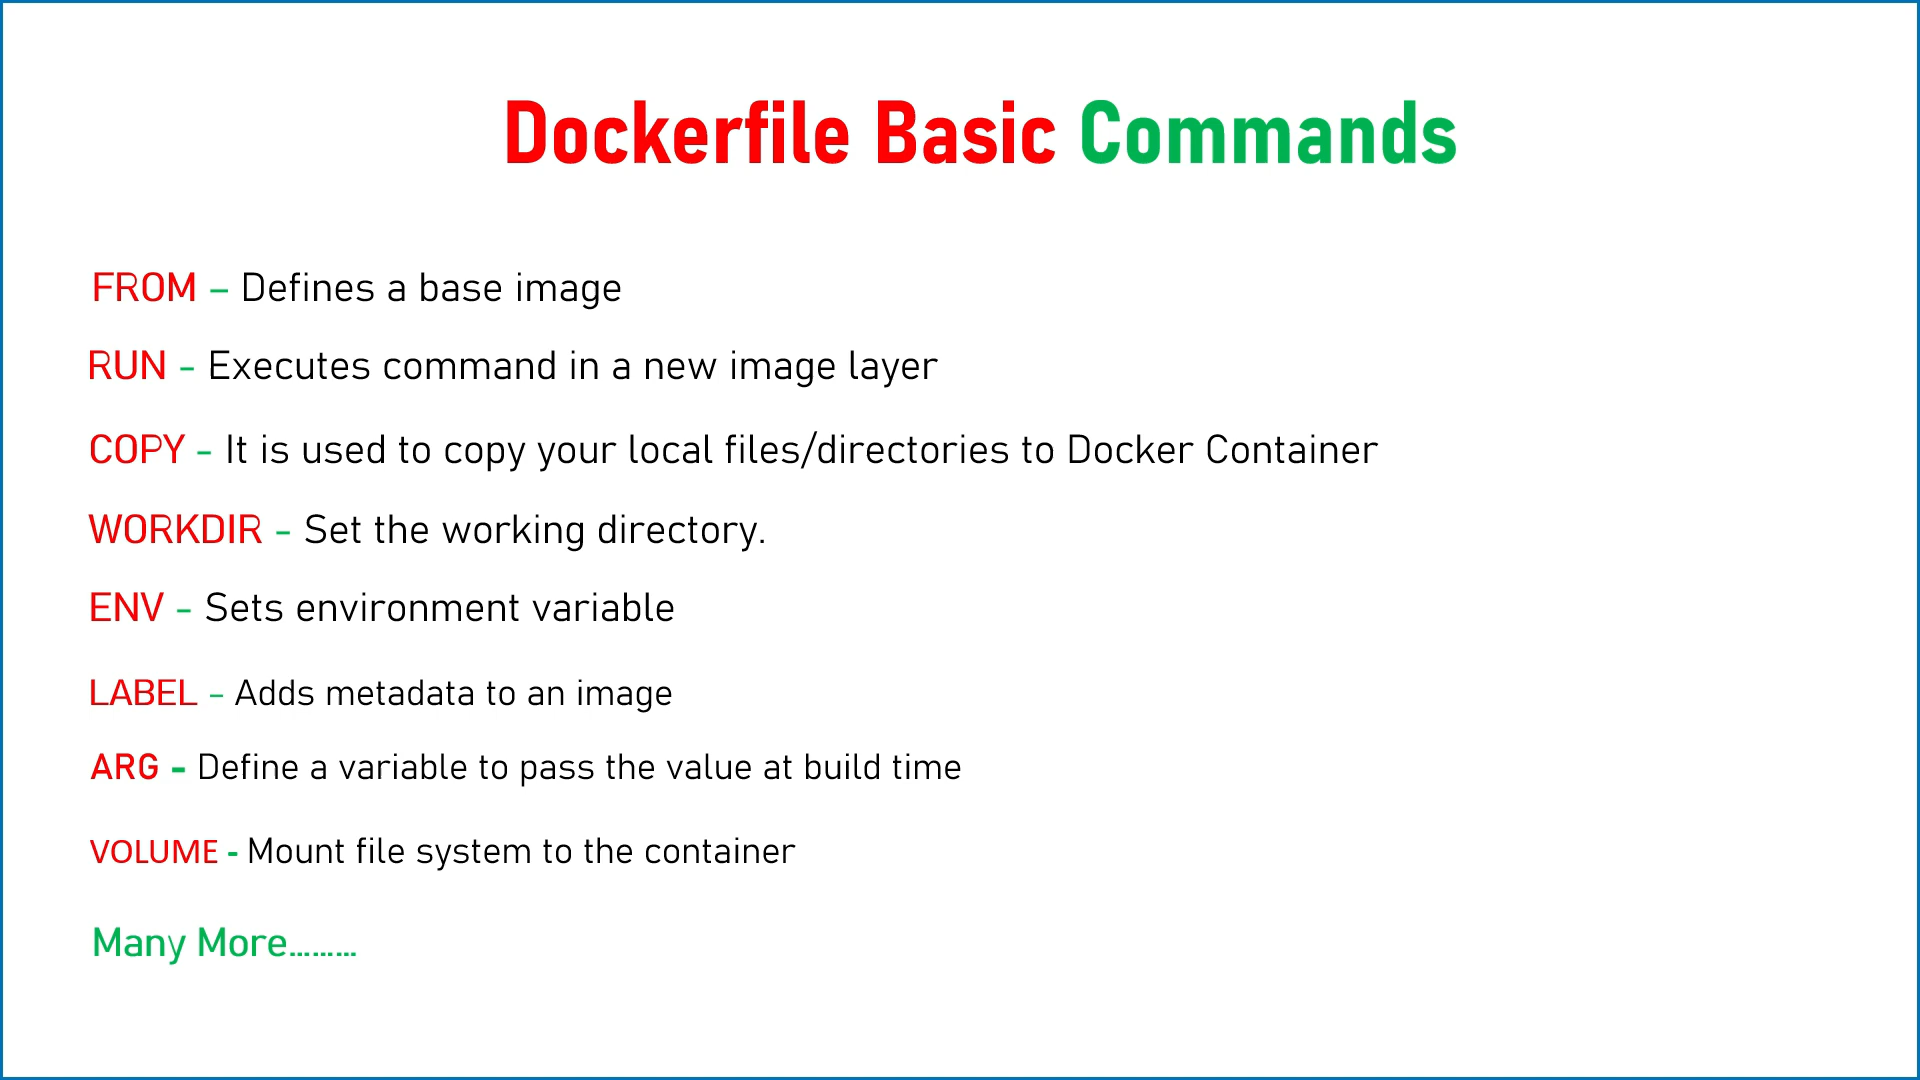 Dockerfile Basic Commands
FROM – Defines a base image
RUN - Executes command in a new image layer
COPY - It is used to copy your local files/directories to Docker Container
WORKDIR - Set the working directory.
ENV - Sets environment variable
LABEL - Adds metadata to an image
ARG - Define a variable to pass the value at build time
VOLUME - Mount file system to the container
Many More.........